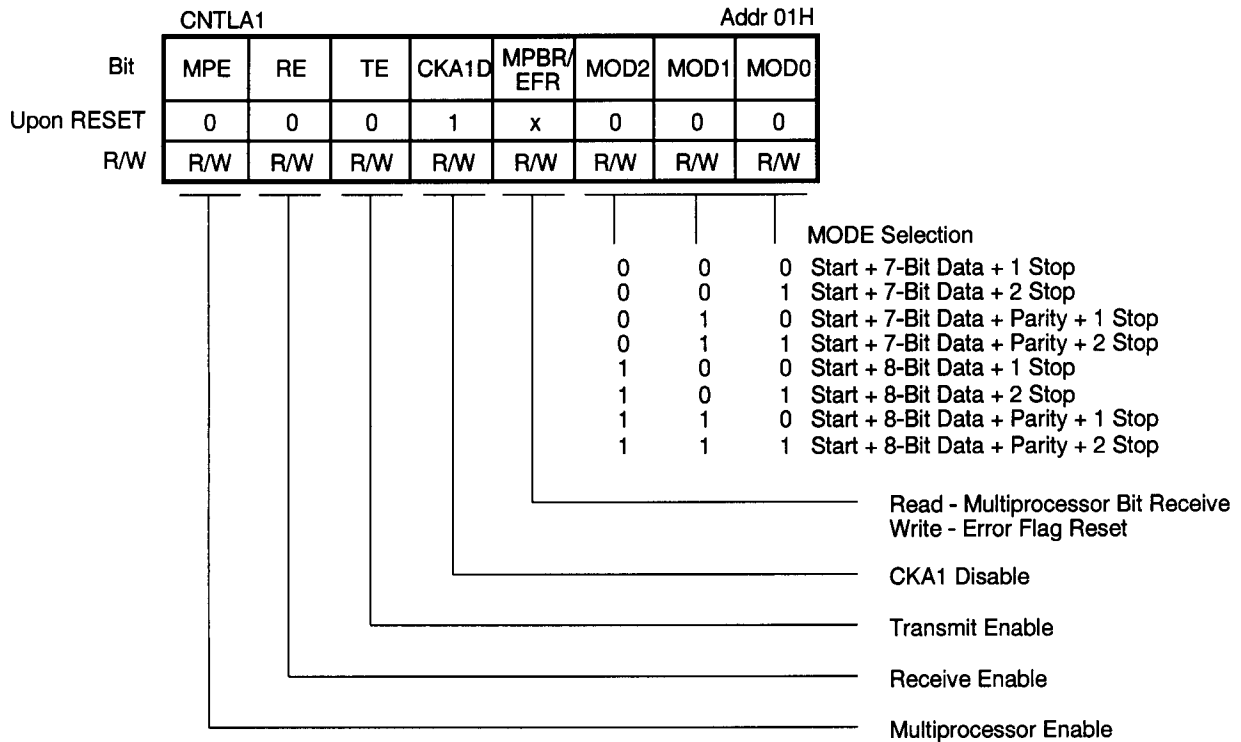 CNTLA1 Addr 01H
Bit MPE RE TE CKA1D MPBR/ EFR MOD2 MOD1 MOD0
Upon RESET 0 0 0 1 x 0 0 0
R/W R/W R/W R/W R/W R/W R/W R/W R/W
MODE Selection
0 0 0 Start + 7-Bit Data + 1 Stop
0 0 1 Start + 7-Bit Data + 2 Stop
0 1 0 Start + 7-Bit Data + Parity + 1 Stop
0 1 1 Start + 7-Bit Data + Parity + 2 Stop
1 0 0 Start + 8-Bit Data + 1 Stop
1 0 1 Start + 8-Bit Data + 2 Stop
1 1 0 Start + 8-Bit Data + Parity + 1 Stop
1 1 1 Start + 8-Bit Data + Parity + 2 Stop
Read - Multiprocessor Bit Receive
Write - Error Flag Reset
CKA1 Disable
Transmit Enable
Receive Enable
Multiprocessor Enable